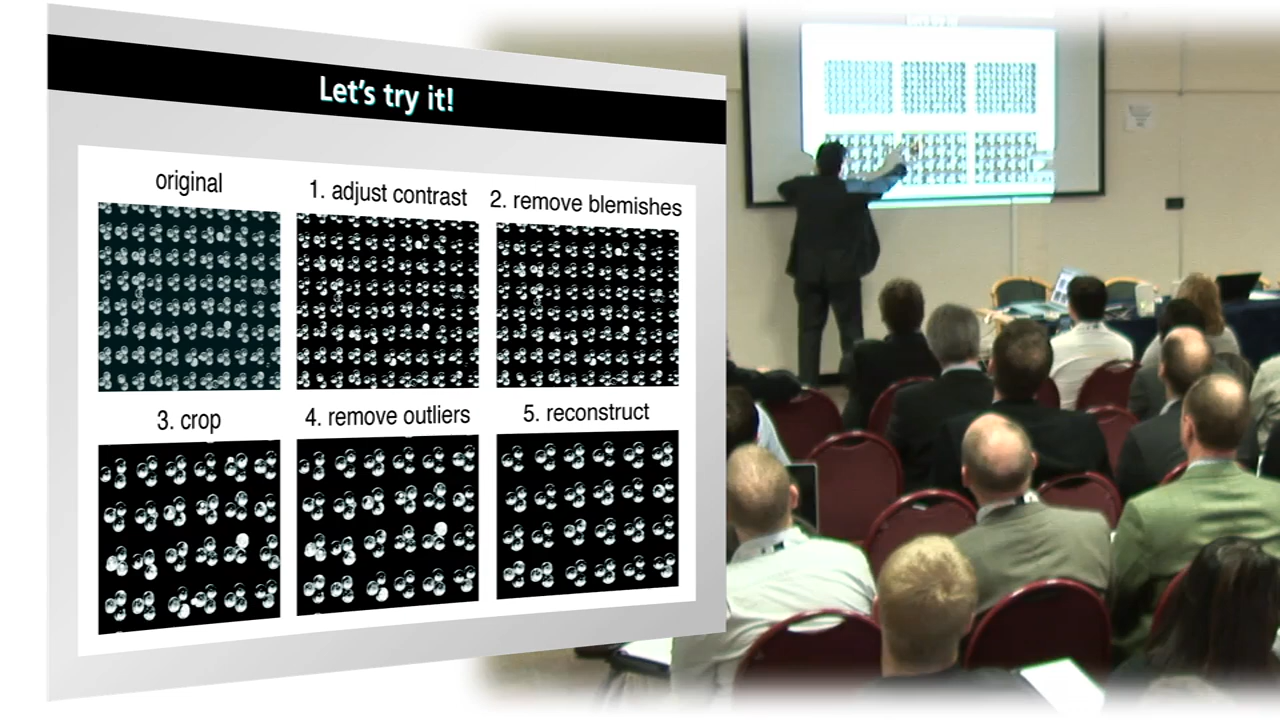 Let's try it!
original
1. adjust contrast
2. remove blemishes
3. crop
4. remove outliers
5. reconstruct